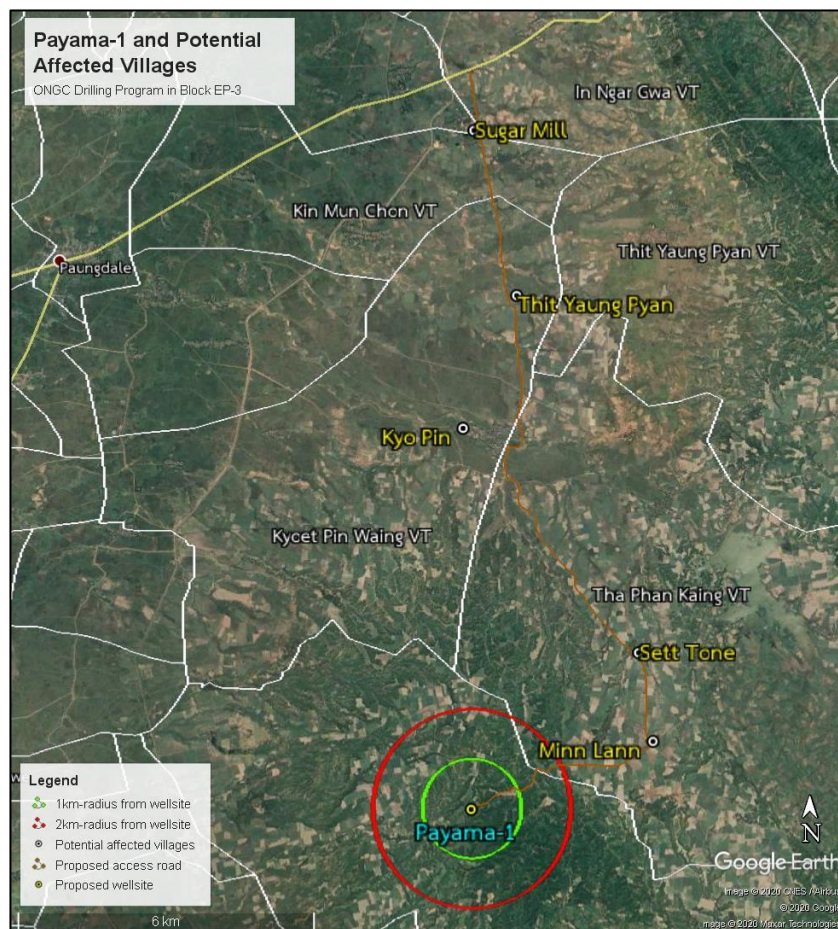 Payama-1 and Potential
Affected Villages
ONGC Drilling Program in Block EP-3
In Ngar Gwa VT
Sugar Mill
Kin Mun Chon VT
Thit Yaung Pyan VT
Paungdale
Thit Yaung Pyan
Kyo Pin
Kycet Pin Waing VT
Tha Phan Kaing VT
Sett Tone
Minn Lann
Payama-1
Legend
1km-radius from wellsite
2km-radius from wellsite
Potential affected villages
Proposed access road
Proposed wellsite
6 km
N
Google Earth
Image © 2020 CNES / Airbus
© 2020 Google
mage © 2020 Maxar Technologies